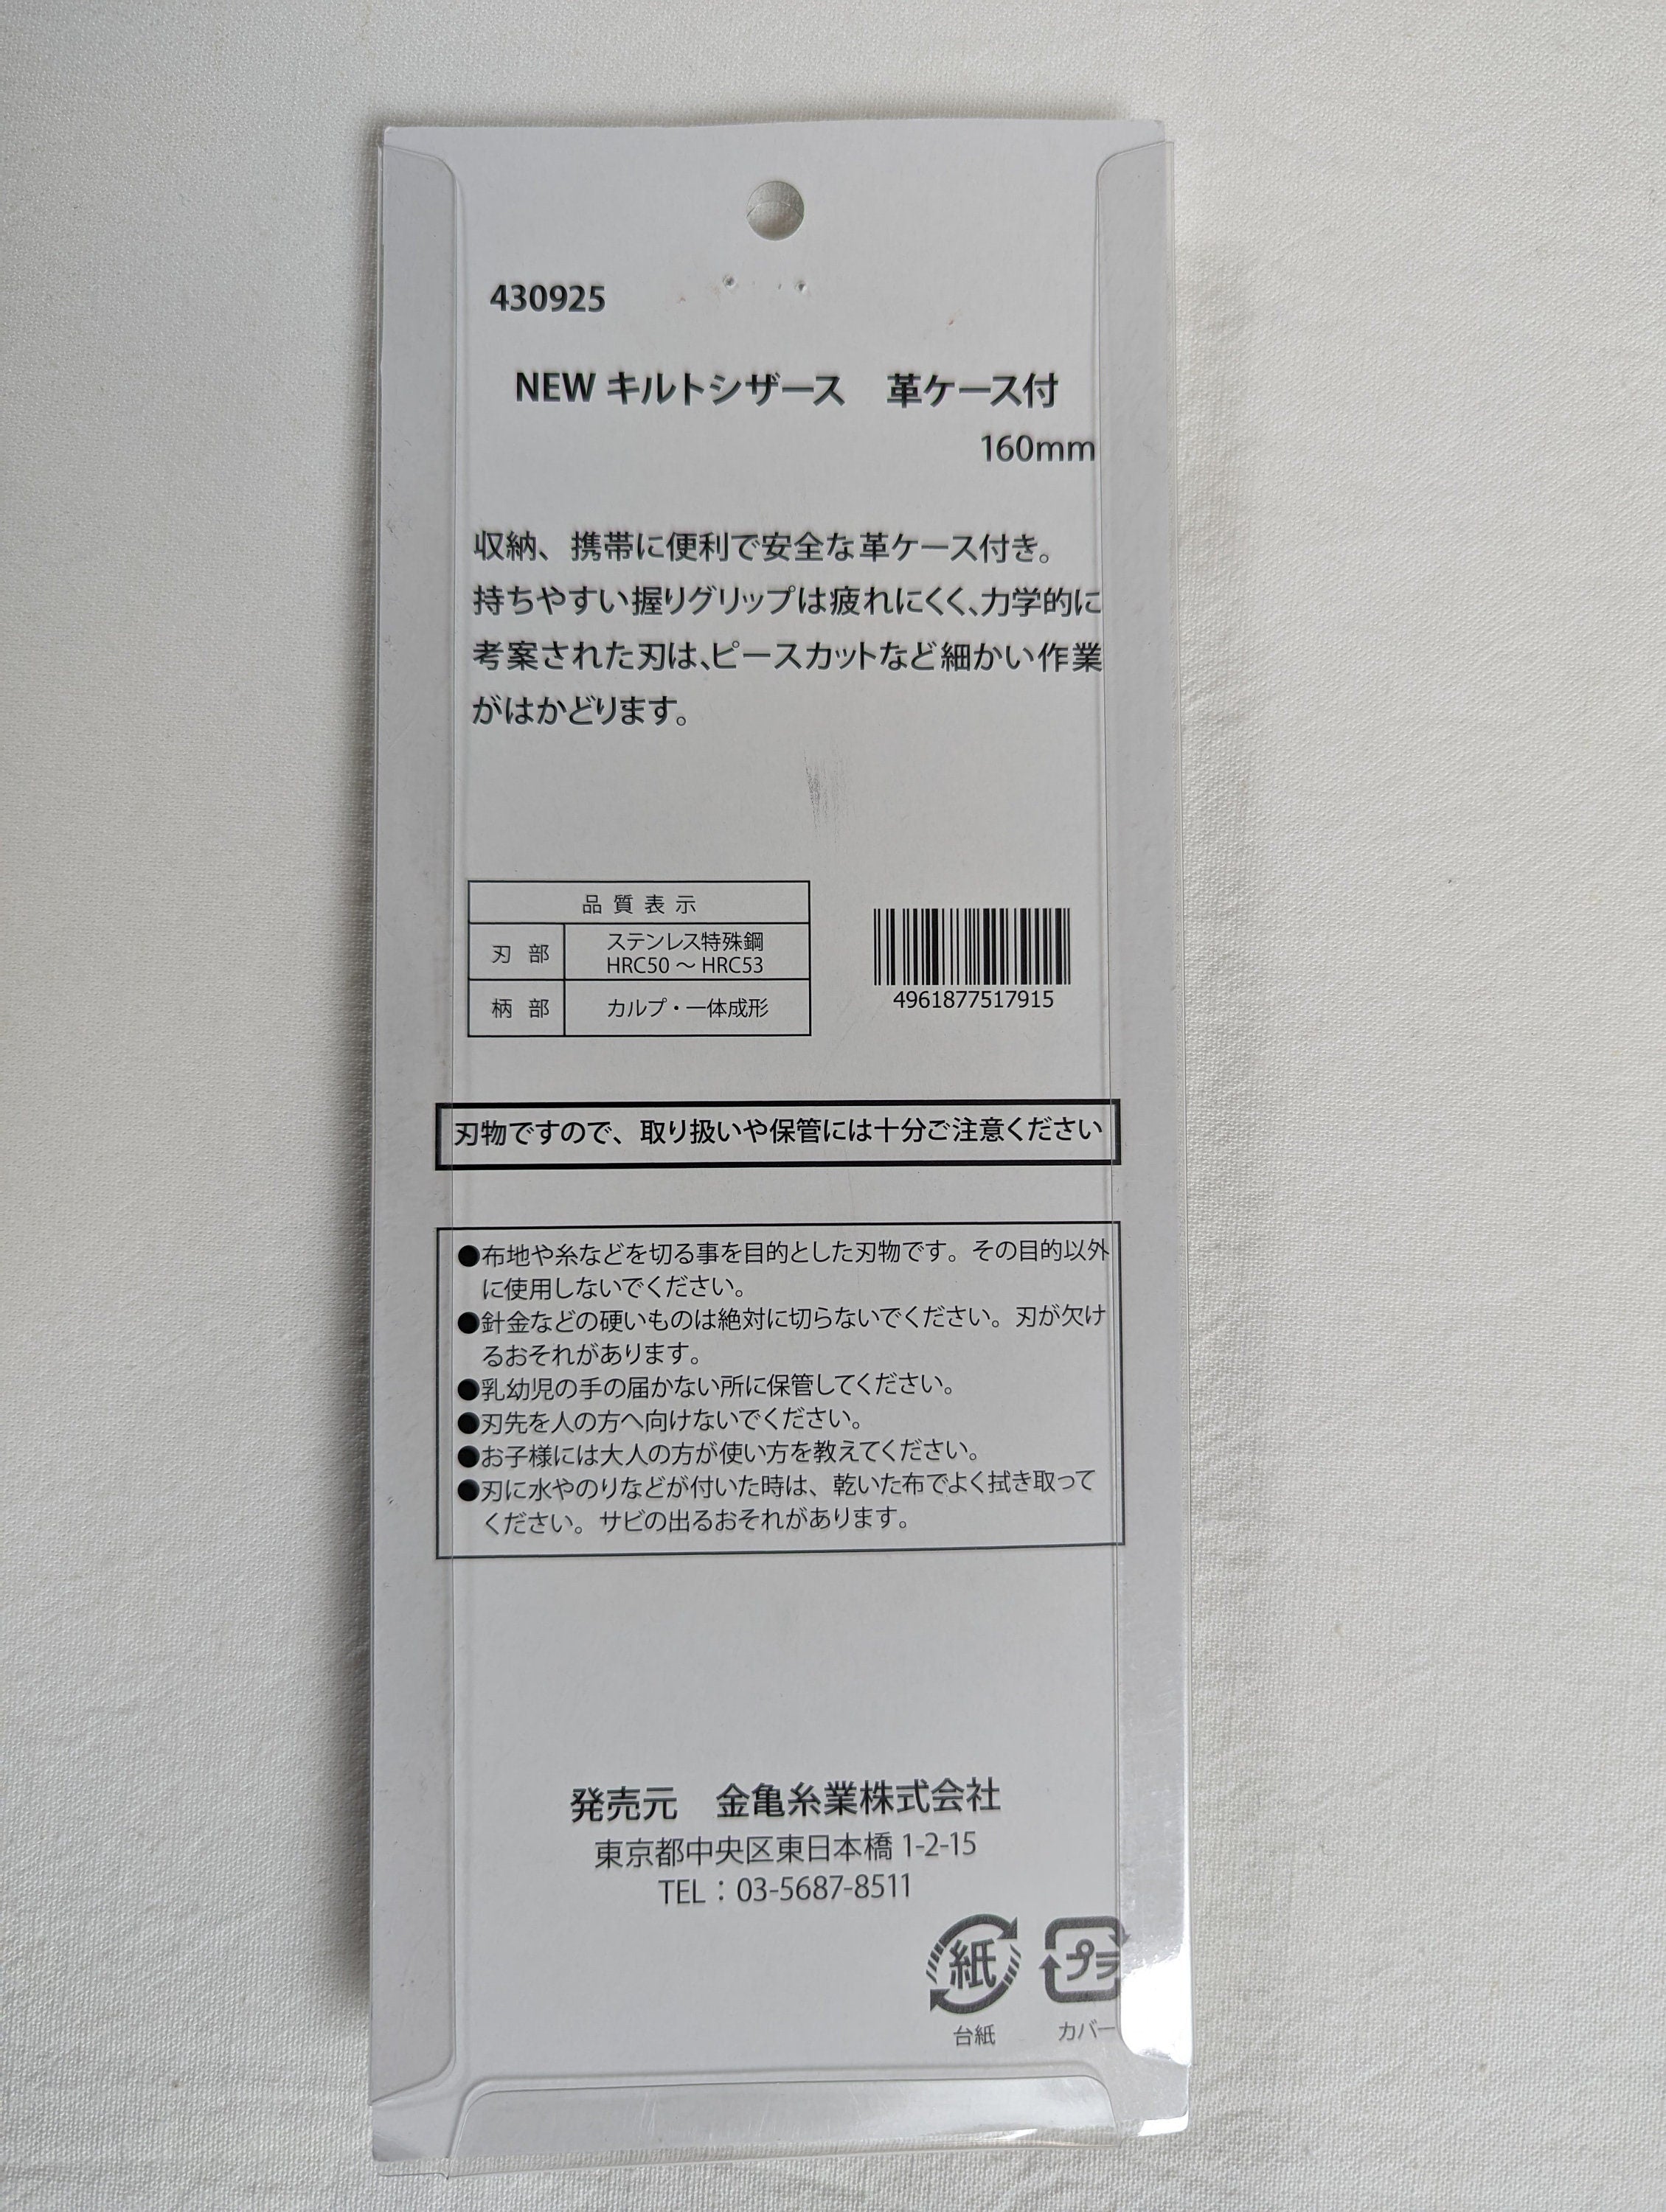 430925
NEW キルトシザース　革ケース付
160mm
収納、携帯に便利で安全な革ケース付き。
持ちやすい握りグリップは疲れにくく、力学的に
考案された刃は、ピースカットなど細かい作業
がはかどります。
品質表示
刃部 ステンレス特殊鋼
HRC50 ～ HRC53
柄部 カルプ・一体成形
4961877517915
刃物ですので、取り扱いや保管には十分ご注意ください
●布地や糸などを切る事を目的とした刃物です。その目的以外
に使用しないでください。
●針金などの硬いものは絶対に切らないでください。刃が欠け
るおそれがあります。
●乳幼児の手の届かない所に保管してください。
●刃先を人の方へ向けないでください。
●お子様には大人の方が使い方を教えてください。
●刃に水やのりなどが付いた時は、乾いた布でよく拭き取って
ください。サビの出るおそれがあります。
発売元　金亀糸業株式会社
東京都中央区東日本橋 1-2-15
TEL：03-5687-8511
紙 プラ
台紙 カバー